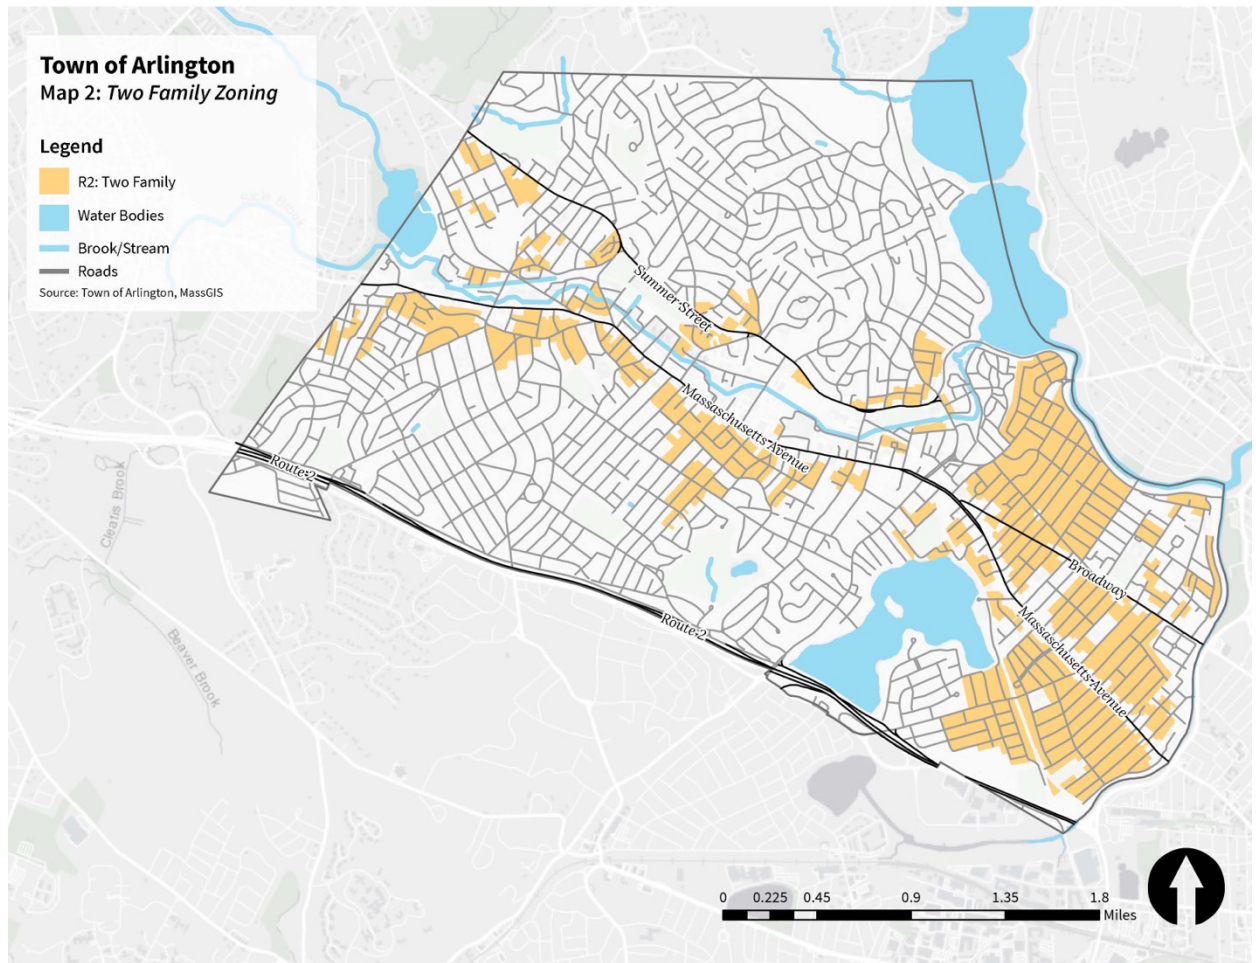 Town of Arlington
Map 2: Two Family Zoning
Legend
R2: Two Family
Water Bodies
Brook/Stream
Roads
Source: Town of Arlington, MassGIS
Summer Street
Massachusetts Avenue
Route 2
Cleatis Brook
Beaver Brook
Route 2
Broadway
Massachusetts Avenue
0 0.225 0.45 0.9 1.35 1.8
Miles